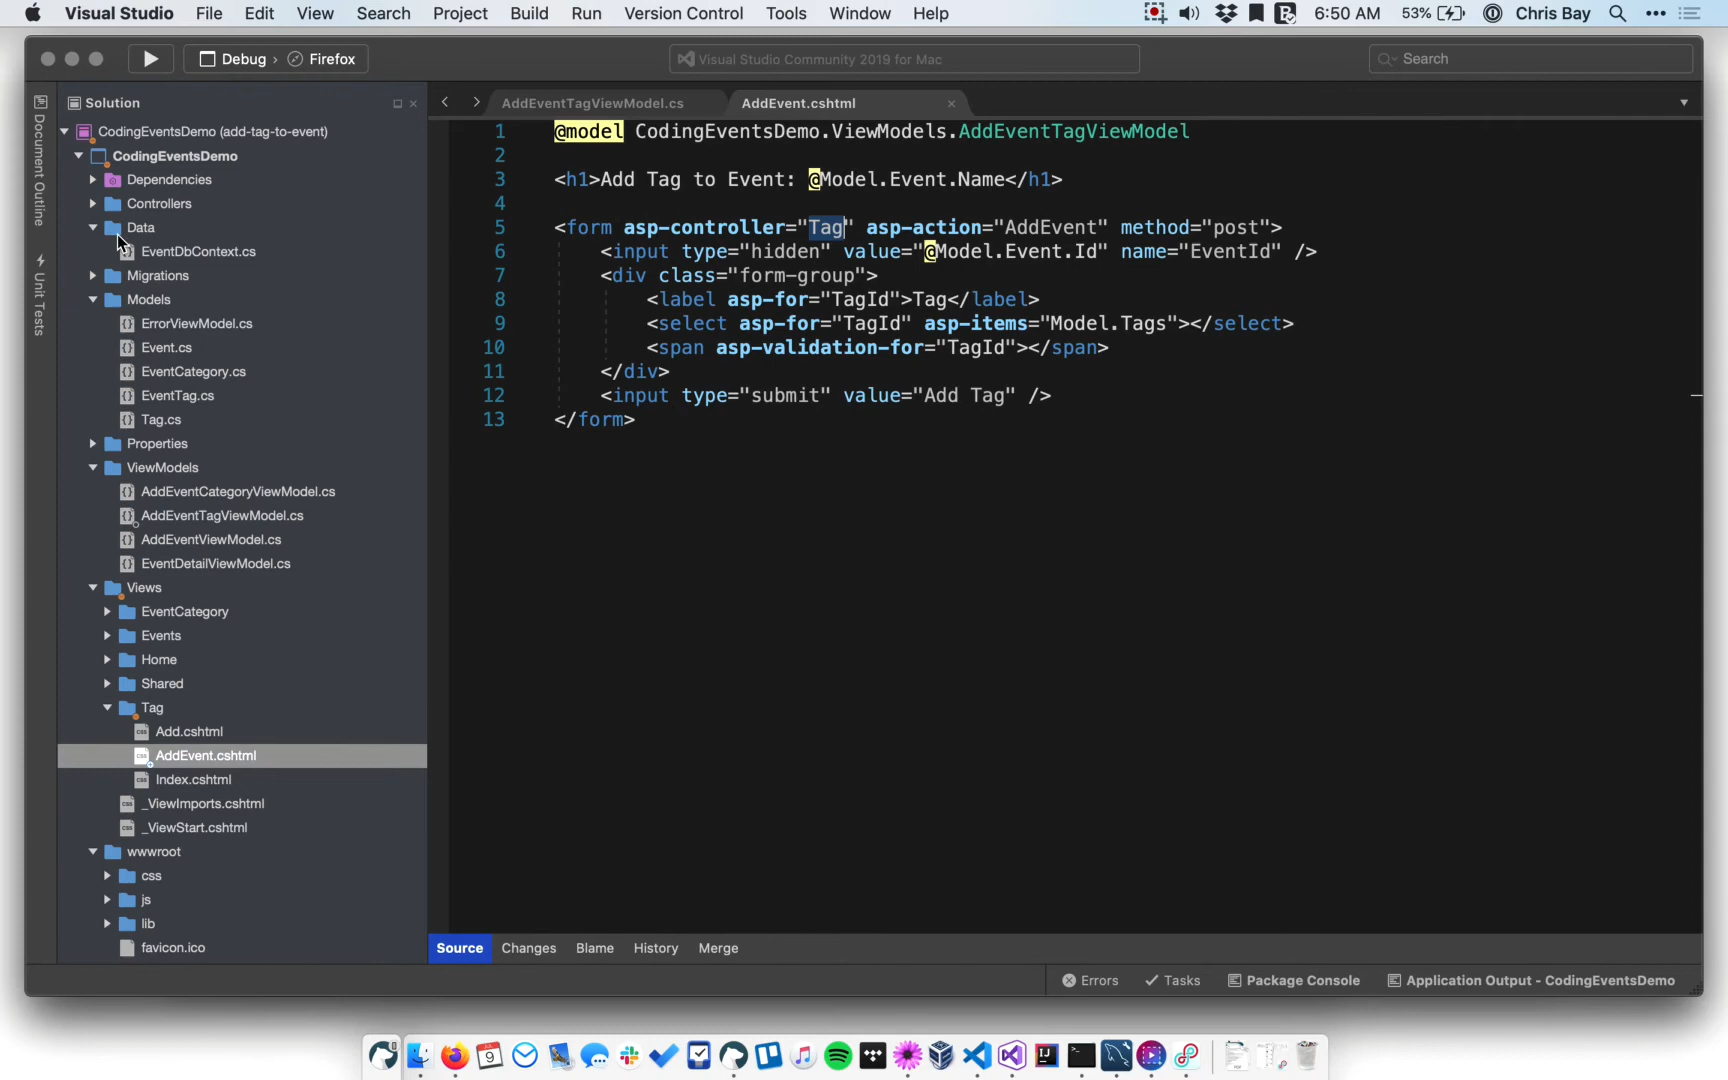 Visual Studio File Edit View Search Project Build Run Version Control Tools Window Help 6:50 AM 53% Chris Bay
Debug › Firefox Visual Studio Community 2019 for Mac Search
Document Outline
Unit Tests
Solution
CodingEventsDemo (add-tag-to-event)
CodingEventsDemo
Dependencies
Controllers
Data
EventDbContext.cs
Migrations
Models
ErrorViewModel.cs
Event.cs
EventCategory.cs
EventTag.cs
Tag.cs
Properties
ViewModels
AddEventCategoryViewModel.cs
AddEventTagViewModel.cs
AddEventViewModel.cs
EventDetailViewModel.cs
Views
EventCategory
Events
Home
Shared
Tag
Add.cshtml
AddEvent.cshtml
Index.cshtml
_ViewImports.cshtml
_ViewStart.cshtml
wwwroot
css
js
lib
favicon.ico
AddEventTagViewModel.cs AddEvent.cshtml
1 @model CodingEventsDemo.ViewModels.AddEventTagViewModel
2
3 <h1>Add Tag to Event: @Model.Event.Name</h1>
4
5 <form asp-controller="Tag" asp-action="AddEvent" method="post">
6 <input type="hidden" value="@Model.Event.Id" name="EventId" />
7 <div class="form-group">
8 <label asp-for="TagId">Tag</label>
9 <select asp-for="TagId" asp-items="Model.Tags"></select>
10 <span asp-validation-for="TagId"></span>
11 </div>
12 <input type="submit" value="Add Tag" />
13 </form>
Source Changes Blame History Merge
Errors Tasks Package Console Application Output - CodingEventsDemo
9